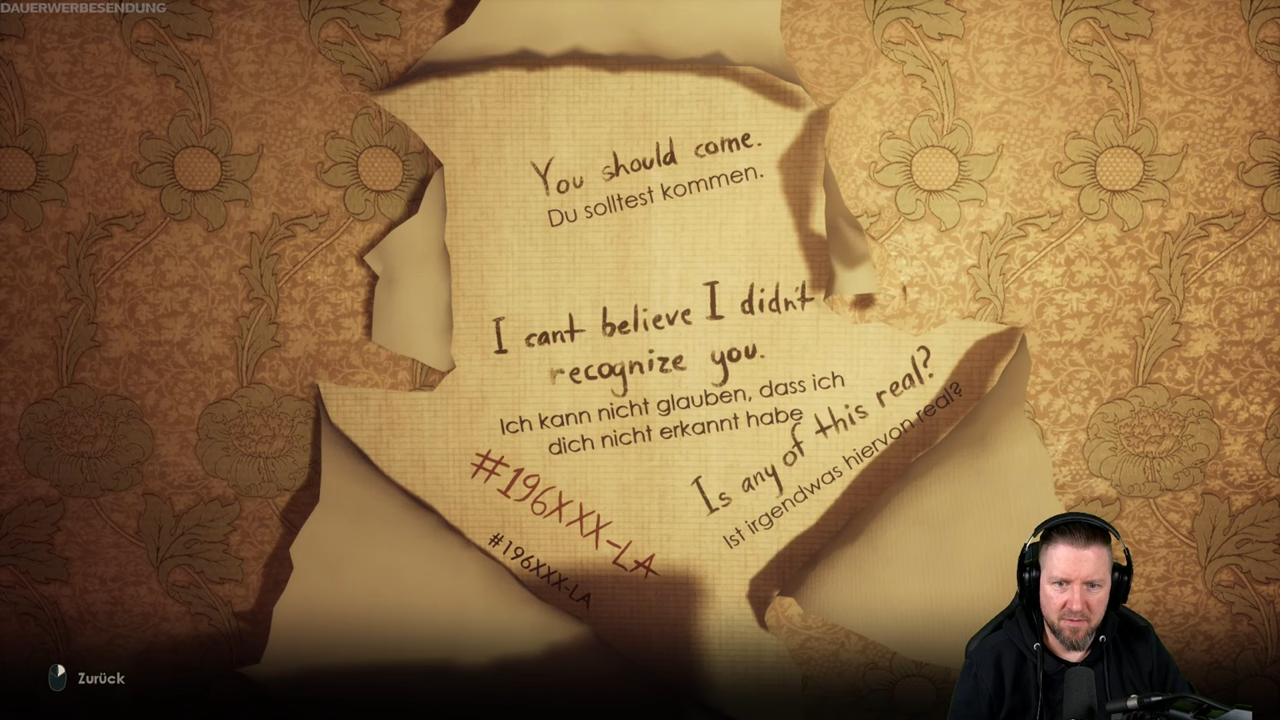 DAUERWERBESENDUNG
You should come.
Du solltest kommen.
I cant believe I didn't
recognize you.
Ich kann nicht glauben, dass ich
dich nicht erkannt habe
Is any of this real?
Ist irgendwas hiervon real?
#196XXX-LA
#196XXX-LA
Zurück